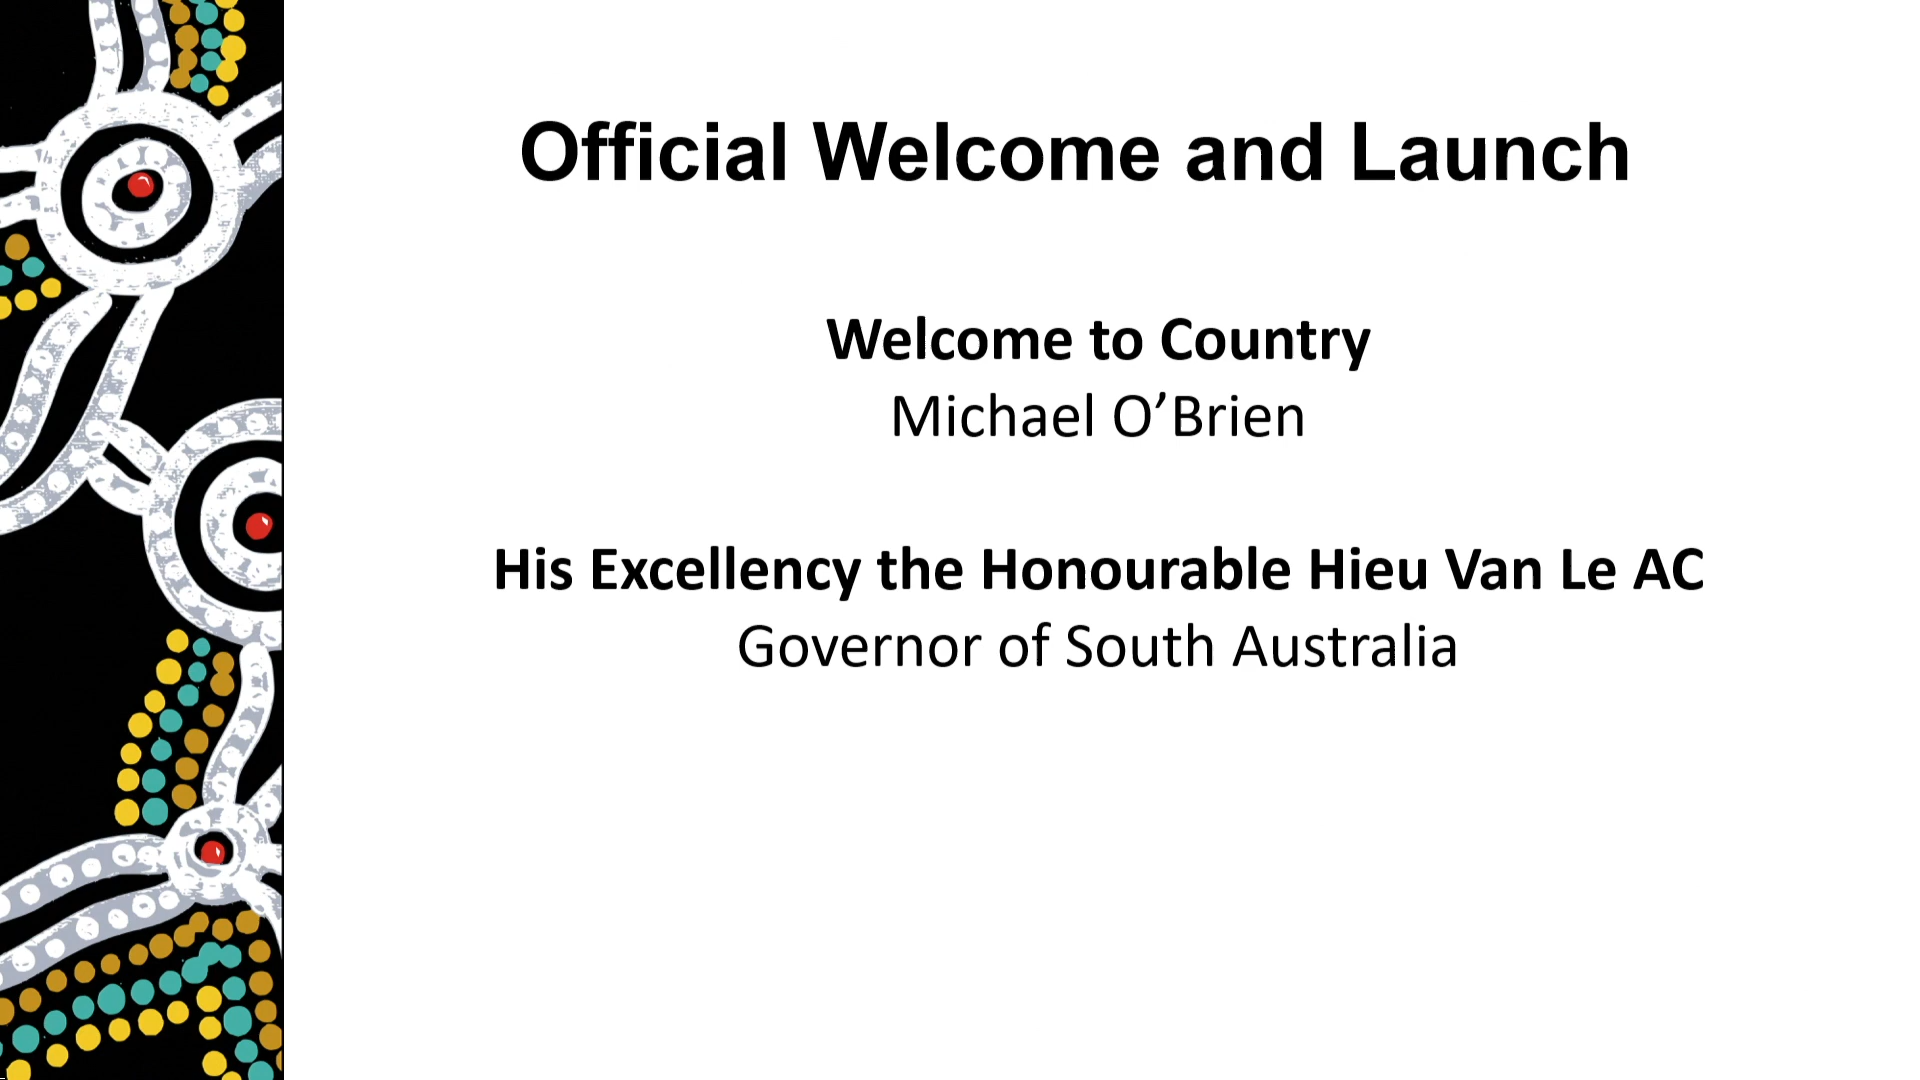 Official Welcome and Launch
Welcome to Country
Michael O’Brien
His Excellency the Honourable Hieu Van Le AC
Governor of South Australia